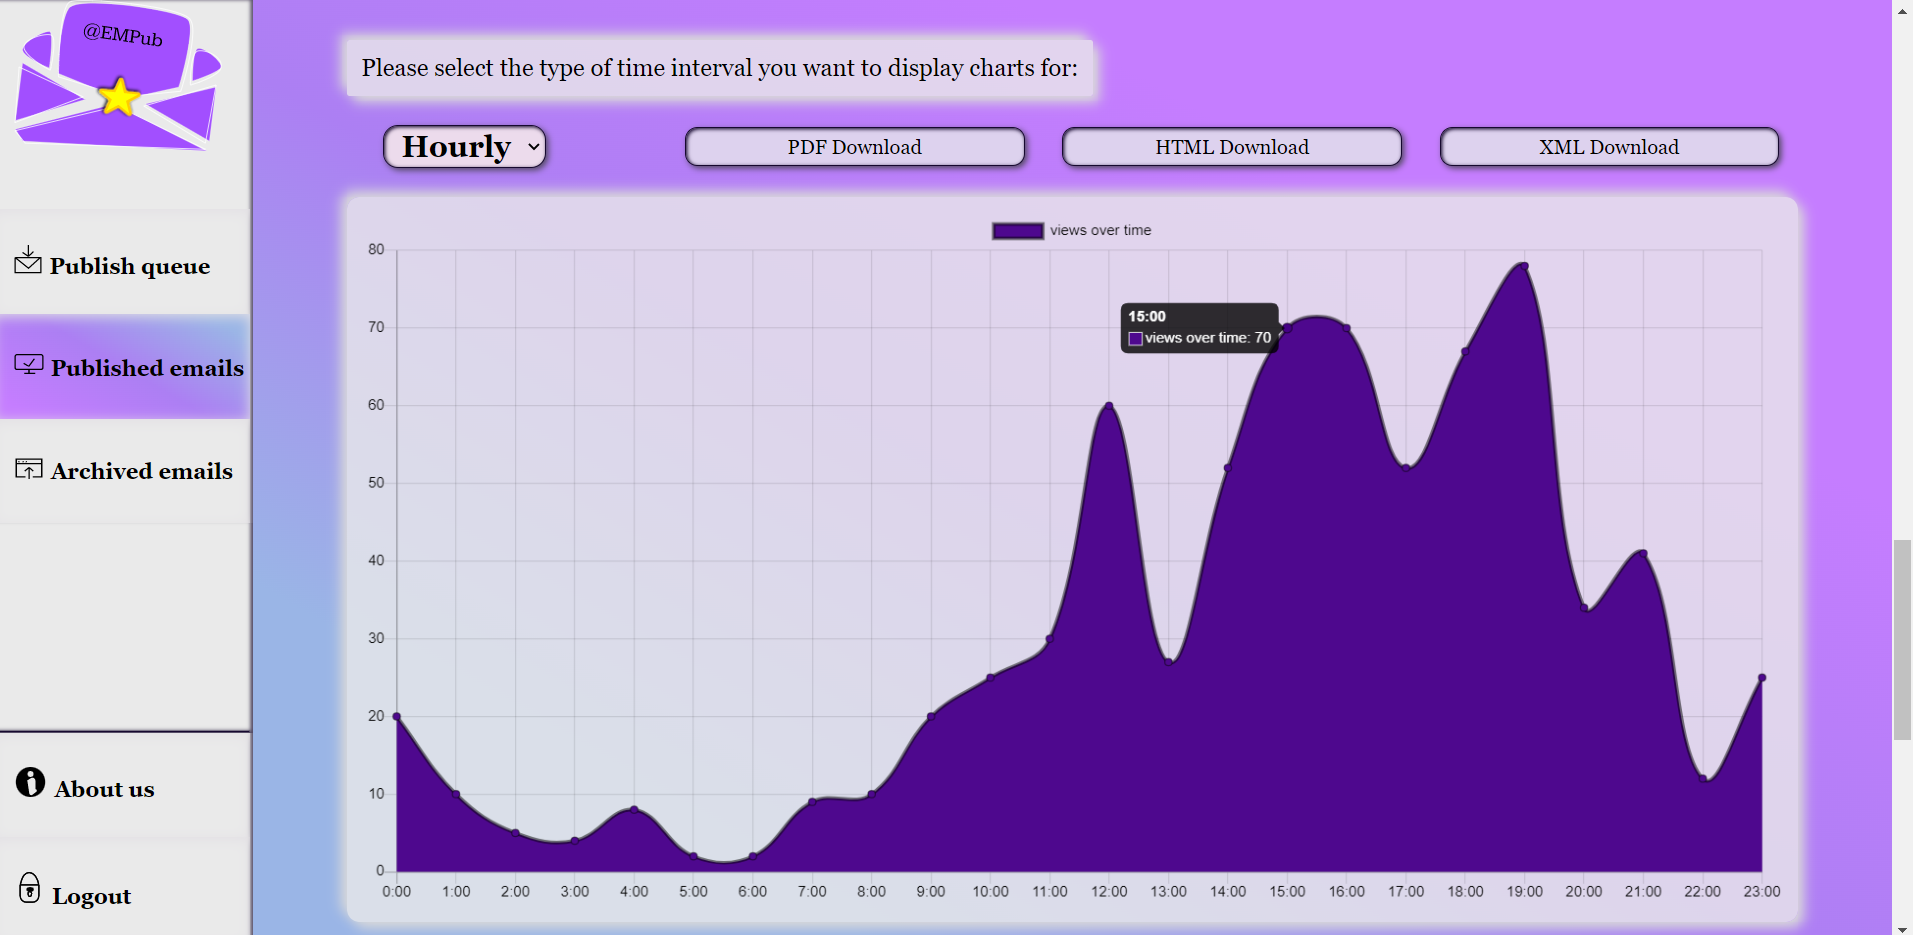 @EMPub
Publish queue
Published emails
Archived emails
About us
Logout
Please select the type of time interval you want to display charts for:
Hourly
PDF Download
HTML Download
XML Download
views over time
80
70
60
50
40
30
20
10
0
15:00
views over time: 70
0:00 1:00 2:00 3:00 4:00 5:00 6:00 7:00 8:00 9:00 10:00 11:00 12:00 13:00 14:00 15:00 16:00 17:00 18:00 19:00 20:00 21:00 22:00 23:00